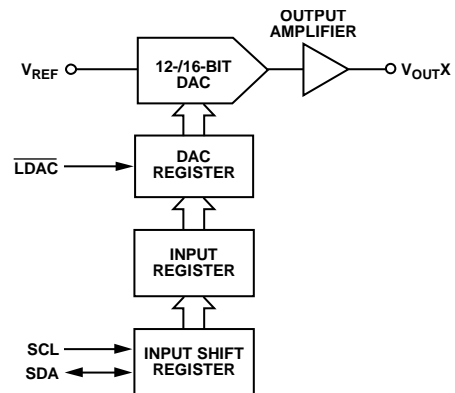 OUTPUT
AMPLIFIER
VREF
12-/16-BIT
DAC
VOUTX
LDAC
DAC
REGISTER
INPUT
REGISTER
SCL
SDA
INPUT SHIFT
REGISTER